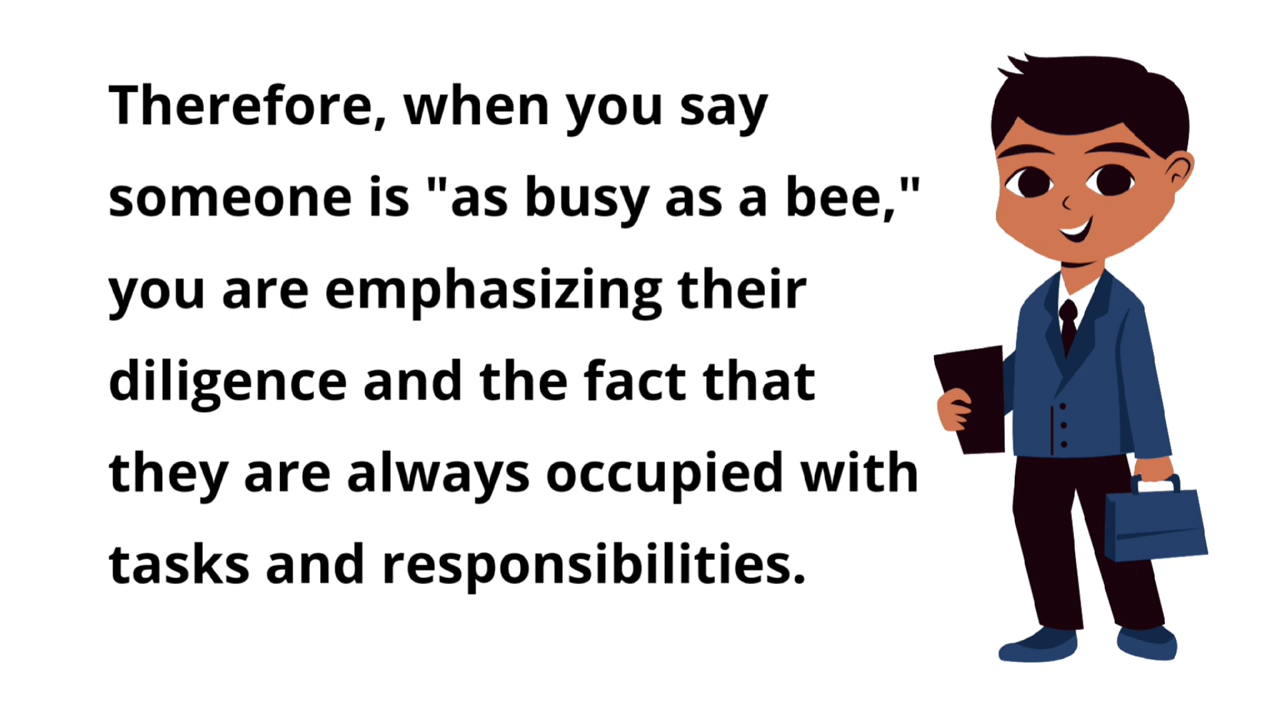 Therefore, when you say
someone is "as busy as a bee,"
you are emphasizing their
diligence and the fact that
they are always occupied with
tasks and responsibilities.